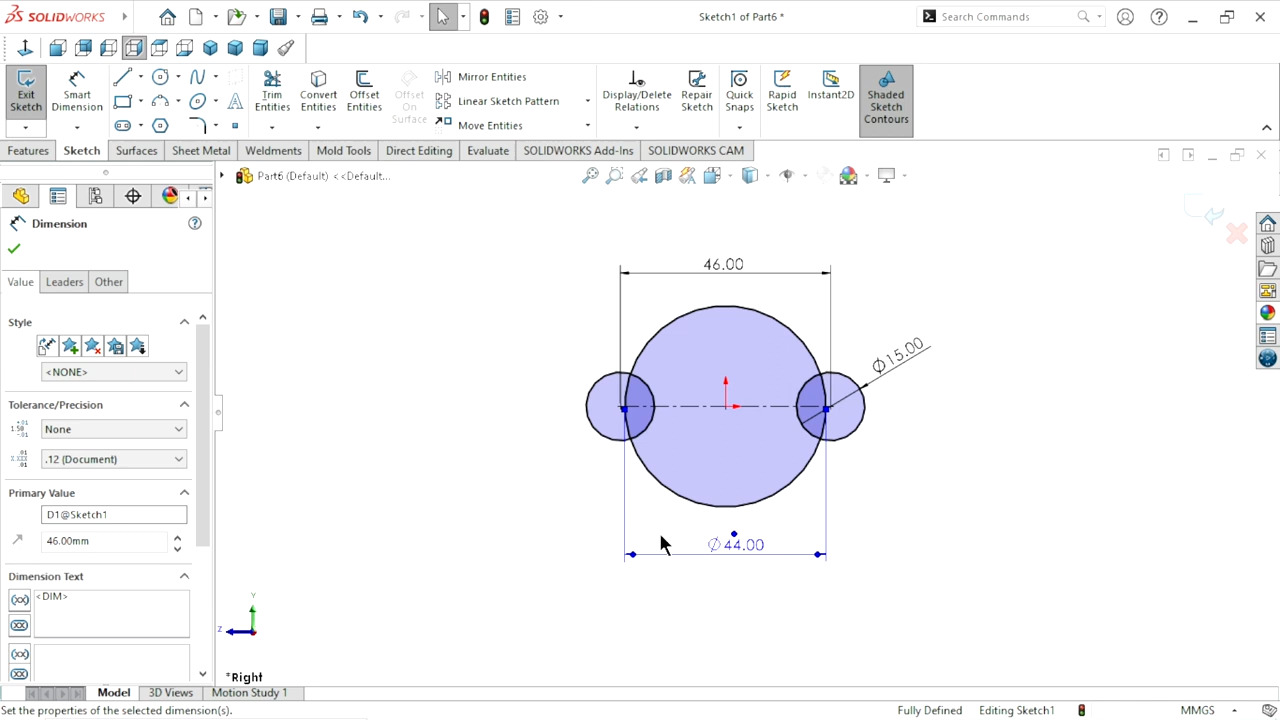 SOLIDWORKS
Sketch1 of Part6 *
Search Commands
Exit Sketch
Smart Dimension
Trim Entities
Convert Entities
Offset Entities
Offset On Surface
Mirror Entities
Linear Sketch Pattern
Move Entities
Display/Delete Relations
Repair Sketch
Quick Snaps
Rapid Sketch
Instant2D
Shaded Sketch Contours
Features
Sketch
Surfaces
Sheet Metal
Weldments
Mold Tools
Direct Editing
Evaluate
SOLIDWORKS Add-Ins
SOLIDWORKS CAM
Part6 (Default) <<Default...
Dimension
Value
Leaders
Other
Style
<NONE>
Tolerance/Precision
None
.12 (Document)
Primary Value
D1@Sketch1
46.00mm
Dimension Text
<DIM>
46.00
Ø15.00
Ø44.00
Y
Z
*Right
Model
3D Views
Motion Study 1
Set the properties of the selected dimension(s).
Fully Defined
Editing Sketch1
MMGS